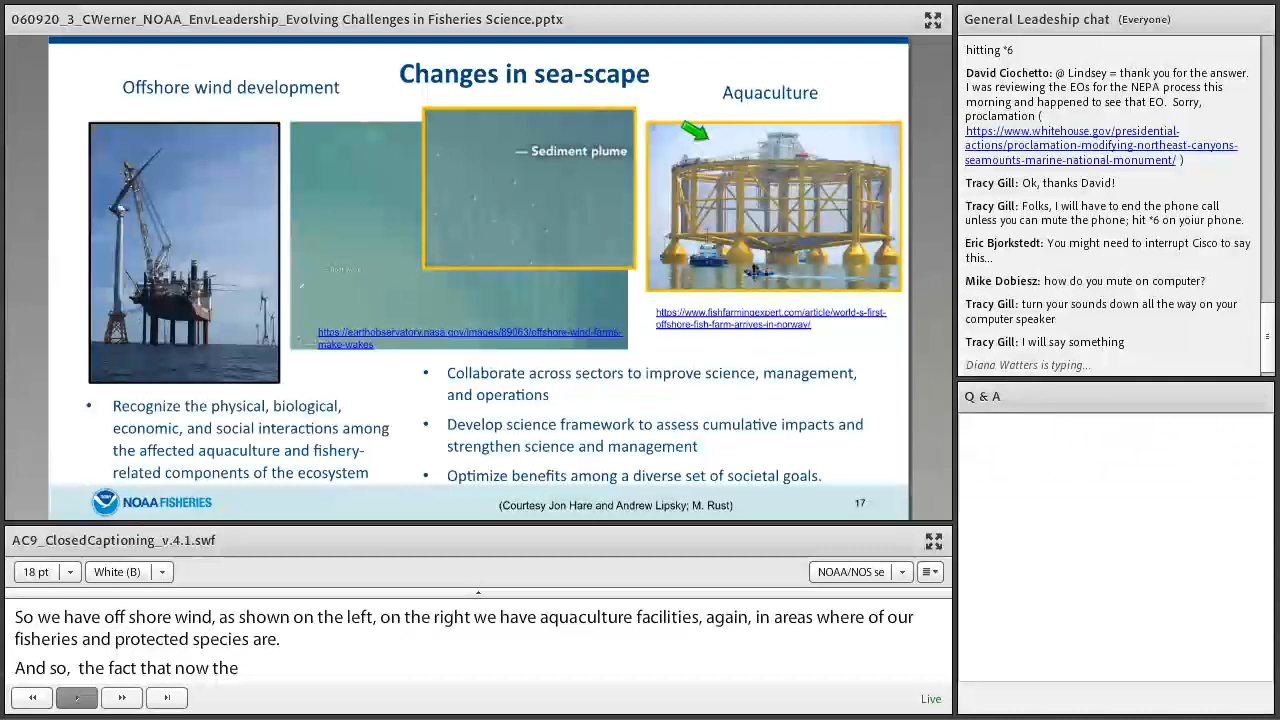 060920_3_CWerner_NOAA_EnvLeadership_Evolving Challenges in Fisheries Science.pptx
Changes in sea-scape
Offshore wind development
Aquaculture
Sediment plume
https://earthobservatory.nasa.gov/images/89063/offshore-wind-farms-
make-wakes
https://www.fishfarmingexpert.com/article/world-s-first-
offshore-fish-farm-arrives-in-norway/
• Recognize the physical, biological,
economic, and social interactions among
the affected aquaculture and fishery-
related components of the ecosystem
• Collaborate across sectors to improve science, management,
and operations
• Develop science framework to assess cumulative impacts and
strengthen science and management
• Optimize benefits among a diverse set of societal goals.
NOAA FISHERIES
(Courtesy Jon Hare and Andrew Lipsky; M. Rust)
17
AC9_ClosedCaptioning_v.4.1.swf
18 pt
White (B)
NOAA/NOS se
So we have off shore wind, as shown on the left, on the right we have aquaculture facilities, again, in areas where of our
fisheries and protected species are.
And so,  the fact that now the
Live
General Leadeship chat (Everyone)
hitting *6
David Ciochetto: @ Lindsey = thank you for the answer.
I was reviewing the EOs for the NEPA process this
morning and happened to see that EO.  Sorry,
proclamation (
https://www.whitehouse.gov/presidential-
actions/proclamation-modifying-northeast-canyons-
seamounts-marine-national-monument/ )
Tracy Gill: Ok, thanks David!
Tracy Gill: Folks, I will have to end the phone call
unless you can mute the phone; hit *6 on yoiur phone.
Eric Bjorkstedt: You might need to interrupt Cisco to say
this...
Mike Dobiesz: how do you mute on computer?
Tracy Gill: turn your sounds down all the way on your
computer speaker
Tracy Gill: I will say something
Diana Watters is typing...
Q & A